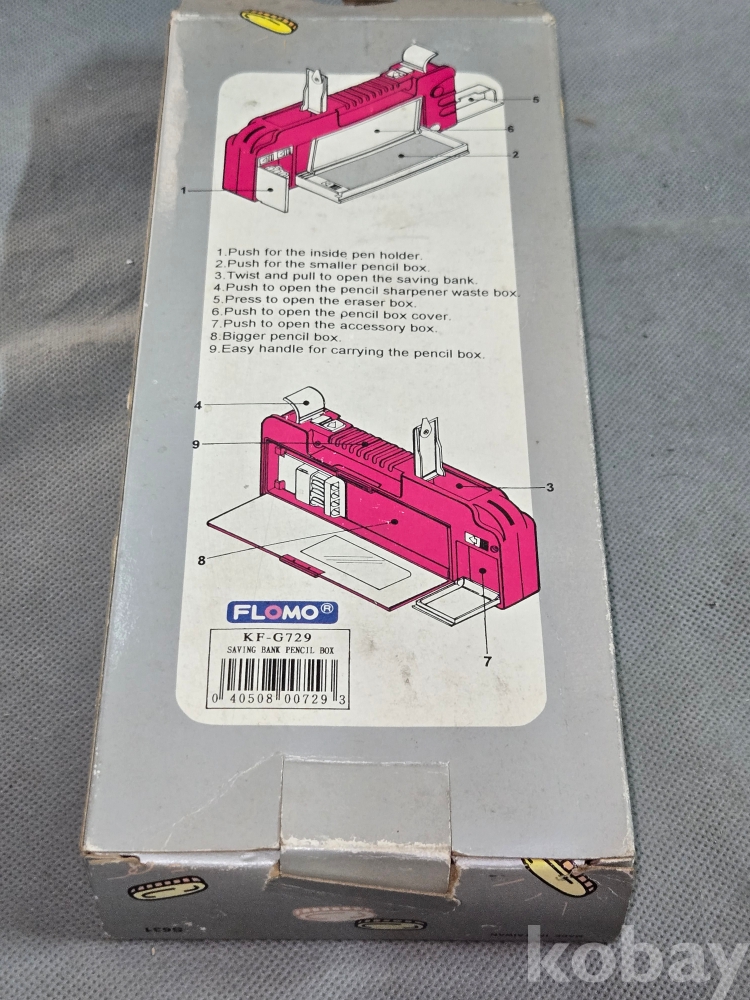 5
6
2
1
1.Push for the inside pen holder.
2.Push for the smaller pencil box.
3.Twist and pull to open the saving bank.
4.Push to open the pencil sharpener waste box.
5.Press to open the eraser box.
6.Push to open the pencil box cover.
7.Push to open the accessory box.
8.Bigger pencil box.
9.Easy handle for carrying the pencil box.
4
9
3
8
7
FLOMO®
KF-G729
SAVING BANK PENCIL BOX
0 40508 00729 3
kobay